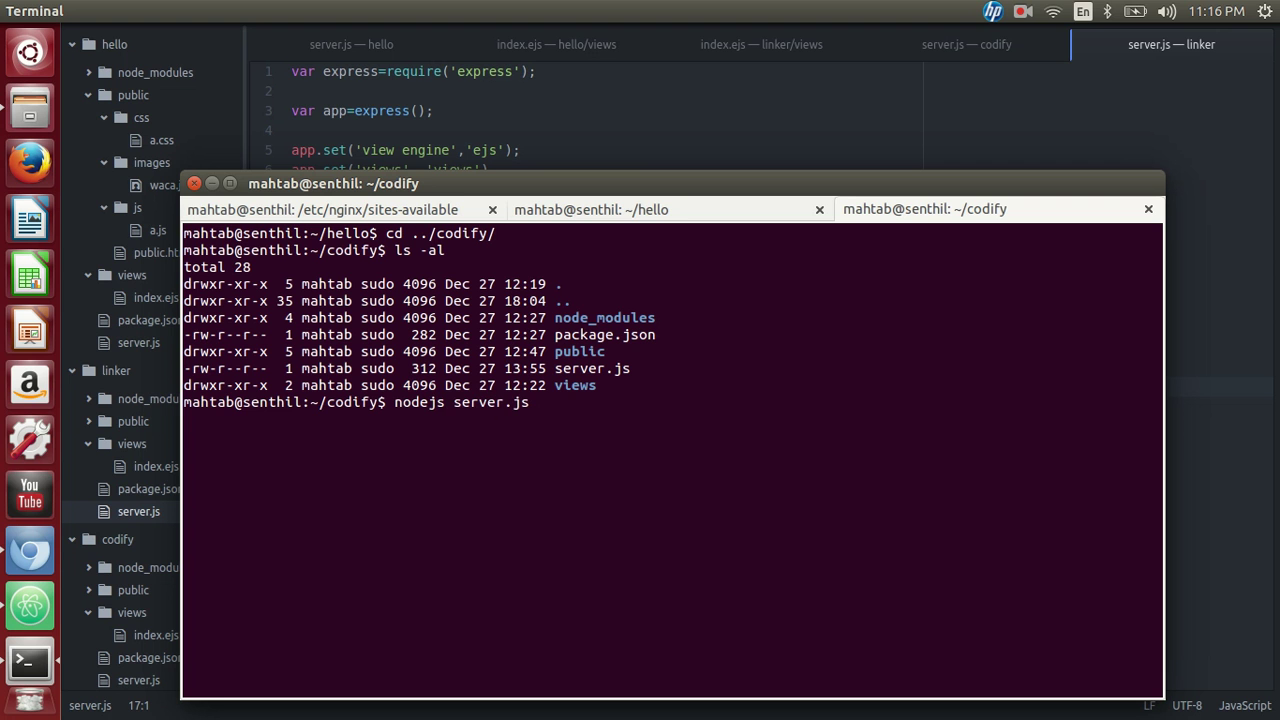 Terminal
hp
En
11:16 PM
hello
node_modules
public
css
a.css
images
waca.
js
a.js
public.ht
views
index.ejs
package.json
server.js
linker
node_modu
public
views
index.ejs
package.json
server.js
codify
node_modu
public
views
index.ejs
package.json
server.js
You
Tube
a
server.js — hello
index.ejs — hello/views
index.ejs — linker/views
server.js — codify
server.js — linker
1 var express=require('express');
2
3 var app=express();
4
5 app.set('view engine','ejs');
mahtab@senthil: ~/codify
mahtab@senthil: /etc/nginx/sites-available
mahtab@senthil: ~/hello
mahtab@senthil: ~/codify
mahtab@senthil:~/hello$ cd ../codify/
mahtab@senthil:~/codify$ ls -al
total 28
drwxr-xr-x  5 mahtab sudo 4096 Dec 27 12:19 .
drwxr-xr-x 35 mahtab sudo 4096 Dec 27 18:04 ..
drwxr-xr-x  4 mahtab sudo 4096 Dec 27 12:27 node_modules
-rw-r--r--  1 mahtab sudo  282 Dec 27 12:27 package.json
drwxr-xr-x  5 mahtab sudo 4096 Dec 27 12:47 public
-rw-r--r--  1 mahtab sudo  312 Dec 27 13:55 server.js
drwxr-xr-x  2 mahtab sudo 4096 Dec 27 12:22 views
mahtab@senthil:~/codify$ nodejs server.js
server.js 17:1
LF UTF-8 JavaScript